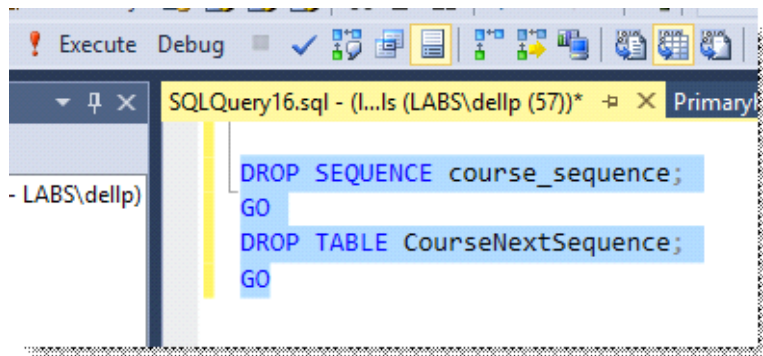 Execute Debug
SQLQuery16.sql - (l...ls (LABS\dellp (57))* Primary
- LABS\dellp)
DROP SEQUENCE course_sequence;
GO
DROP TABLE CourseNextSequence;
GO